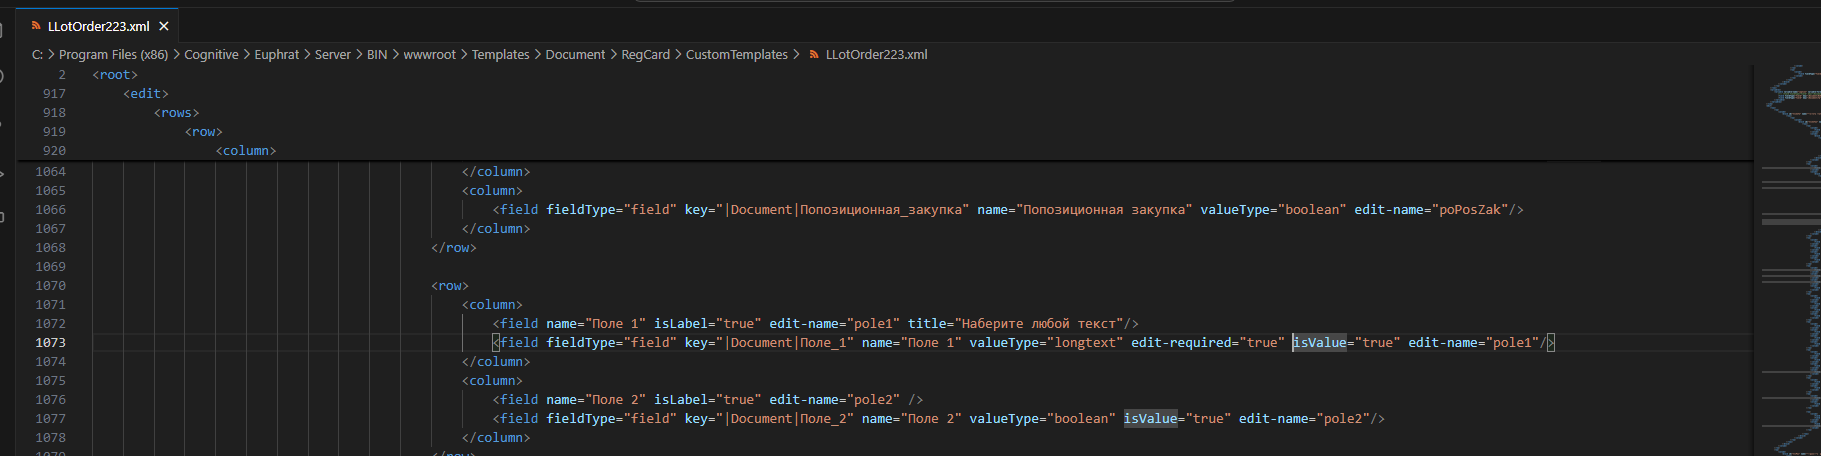 LLotOrder223.xml
C: > Program Files (x86) > Cognitive > Euphrat > Server > BIN > wwwroot > Templates > Document > RegCard > CustomTemplates > LLotOrder223.xml
2 <root>
917 <edit>
918 <rows>
919 <row>
920 <column>
1064 </column>
1065 <column>
1066 <field fieldType="field" key="|Document|Попозиционная_закупка" name="Попозиционная закупка" valueType="boolean" edit-name="poPosZak"/>
1067 </column>
1068 </row>
1069
1070 <row>
1071 <column>
1072 <field name="Поле 1" isLabel="true" edit-name="pole1" title="Наберите любой текст"/>
1073 <field fieldType="field" key="|Document|Поле_1" name="Поле 1" valueType="longtext" edit-required="true" isValue="true" edit-name="pole1"/>
1074 </column>
1075 <column>
1076 <field name="Поле 2" isLabel="true" edit-name="pole2" />
1077 <field fieldType="field" key="|Document|Поле_2" name="Поле 2" valueType="boolean" isValue="true" edit-name="pole2"/>
1078 </column>
1079 </row>